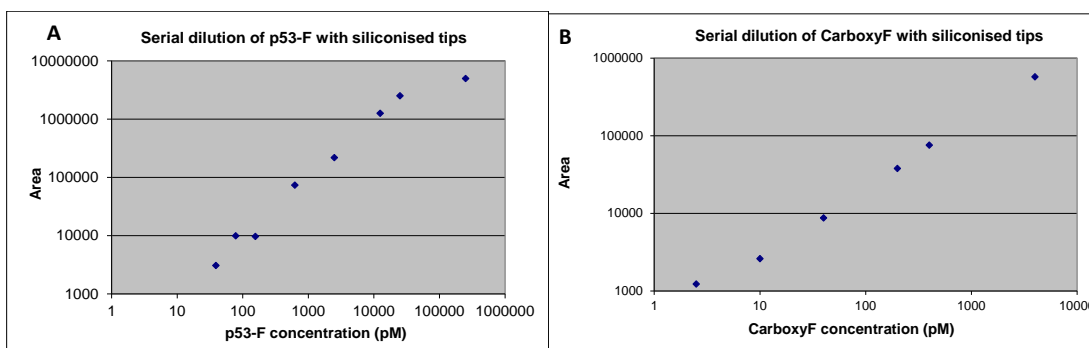 A
Serial dilution of p53-F with siliconised tips
10000000
1000000
100000
10000
1000
Area
1 10 100 1000 10000 100000 1000000
p53-F concentration (pM)
B
Serial dilution of CarboxyF with siliconised tips
1000000
100000
10000
1000
Area
1 10 100 1000 10000
CarboxyF concentration (pM)